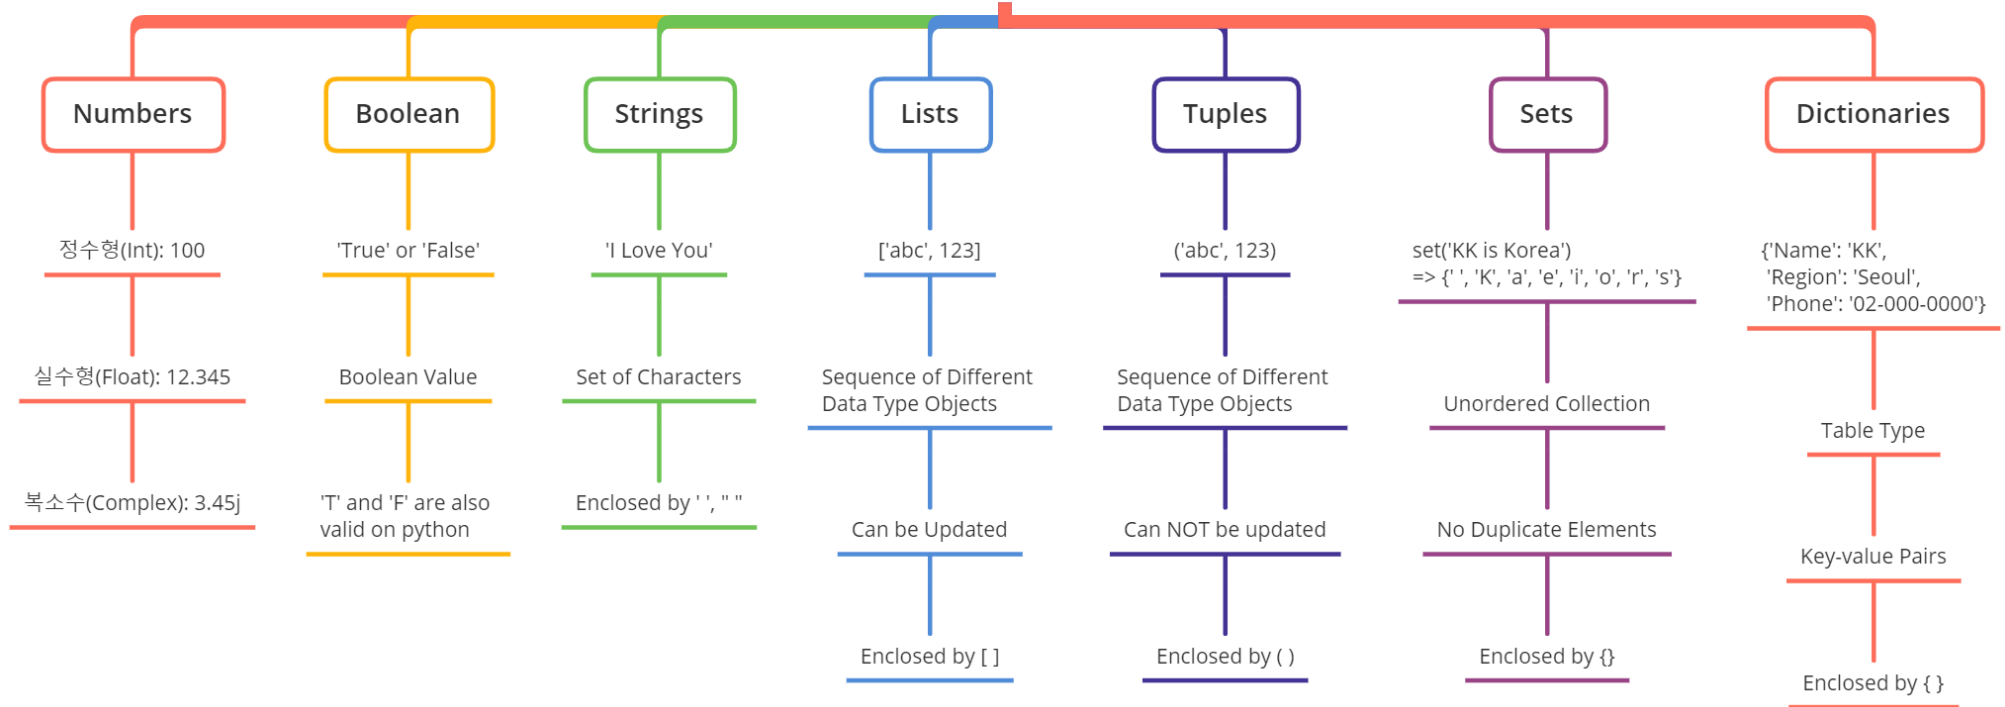 Numbers
Boolean
Strings
Lists
Tuples
Sets
Dictionaries
정수형(Int): 100
실수형(Float): 12.345
복소수(Complex): 3.45j
'True' or 'False'
Boolean Value
'T' and 'F' are also
valid on python
'I Love You'
Set of Characters
Enclosed by ' ', " "
['abc', 123]
Sequence of Different
Data Type Objects
Can be Updated
Enclosed by [ ]
('abc', 123)
Sequence of Different
Data Type Objects
Can NOT be updated
Enclosed by ( )
set('KK is Korea')
=> {' ', 'K', 'a', 'e', 'i', 'o', 'r', 's'}
Unordered Collection
No Duplicate Elements
Enclosed by {}
{'Name': 'KK',
'Region': 'Seoul',
'Phone': '02-000-0000'}
Table Type
Key-value Pairs
Enclosed by { }